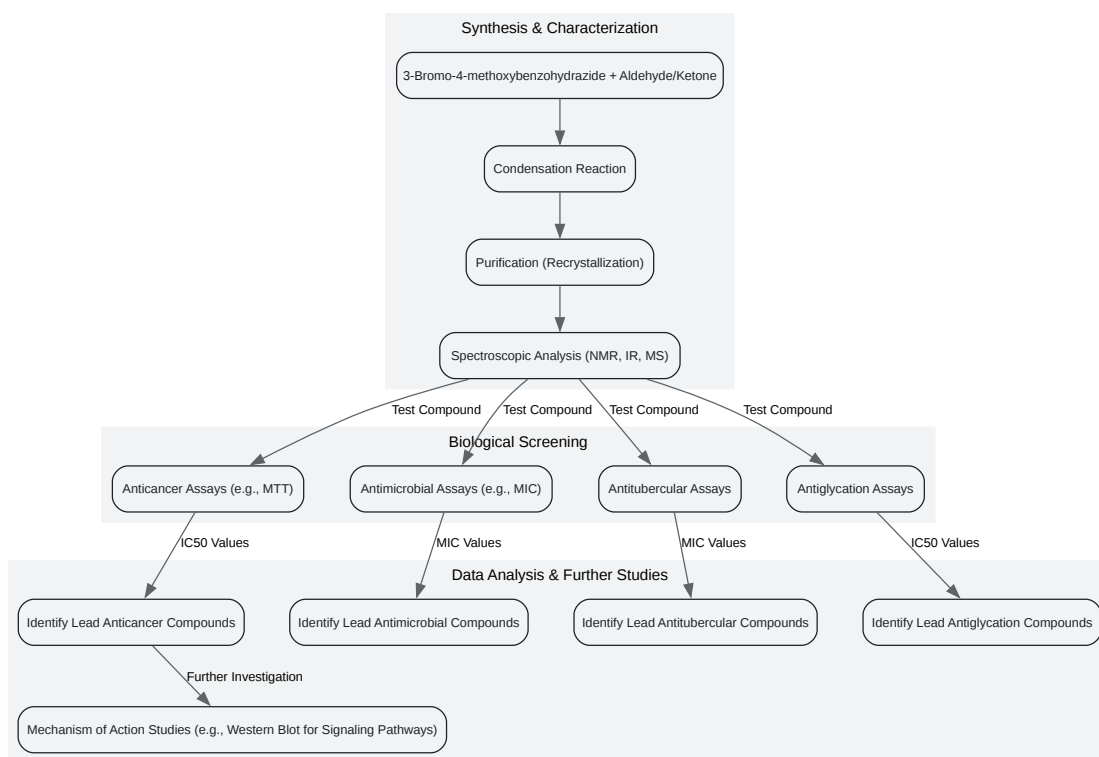 Synthesis & Characterization
3-Bromo-4-methoxybenzohydrazide + Aldehyde/Ketone
Condensation Reaction
Purification (Recrystallization)
Spectroscopic Analysis (NMR, IR, MS)
Test Compound
Test Compound
Test Compound
Test Compound
Biological Screening
Anticancer Assays (e.g., MTT)
Antimicrobial Assays (e.g., MIC)
Antitubercular Assays
Antiglycation Assays
IC50 Values
MIC Values
MIC Values
IC50 Values
Data Analysis & Further Studies
Identify Lead Anticancer Compounds
Identify Lead Antimicrobial Compounds
Identify Lead Antitubercular Compounds
Identify Lead Antiglycation Compounds
Further Investigation
Mechanism of Action Studies (e.g., Western Blot for Signaling Pathways)